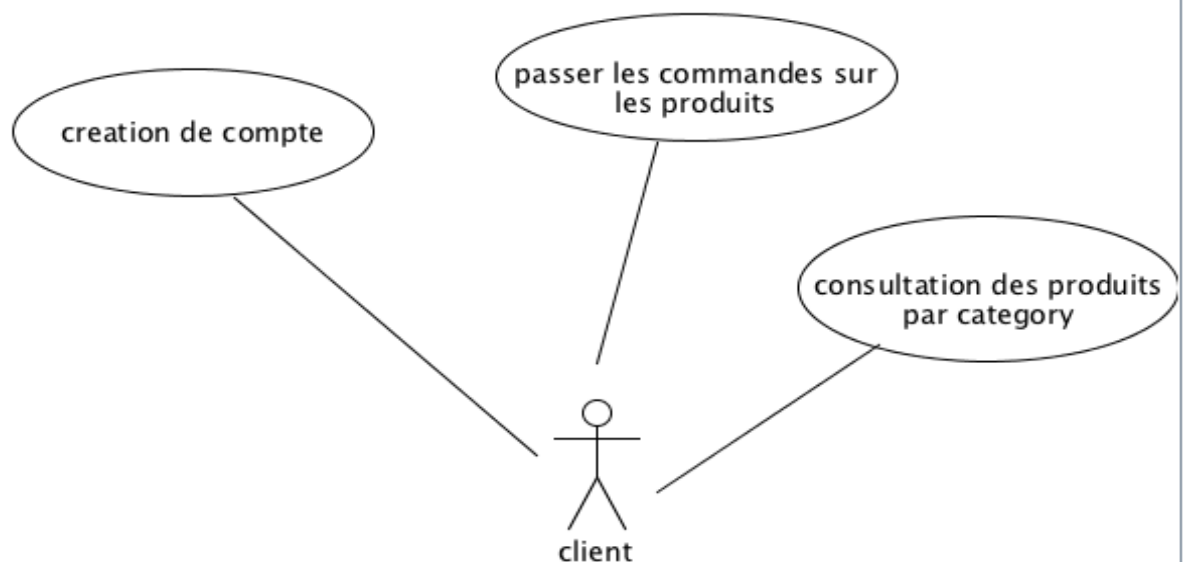 creation de compte
passer les commandes sur
les produits
consultation des produits
par category
client